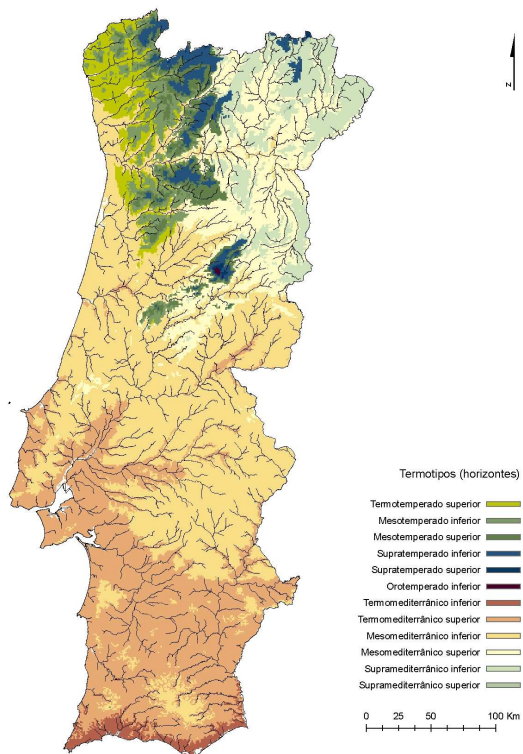 N
Termotipos (horizontes)
Termotemperado superior
Mesotemperado inferior
Mesotemperado superior
Supratemperado inferior
Supratemperado superior
Orotemperado inferior
Termomediterrânico inferior
Termomediterrânico superior
Mesomediterrânico inferior
Mesomediterrânico superior
Supramediterrânico inferior
Supramediterrânico superior
0 25 50 100 Km